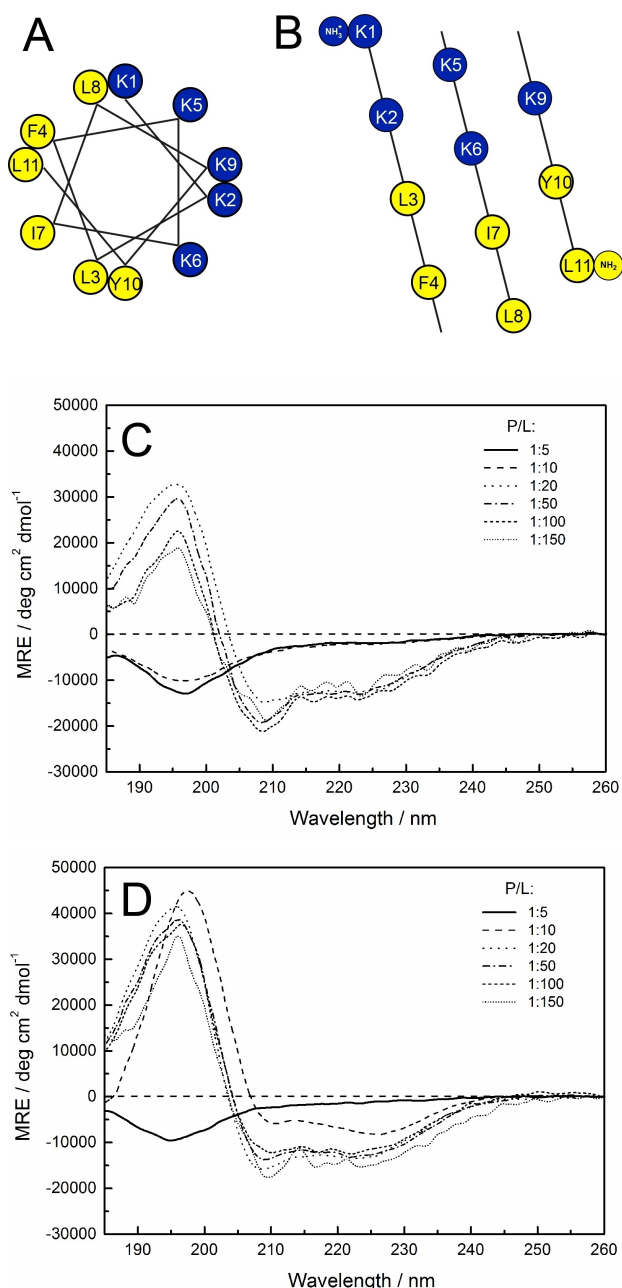 A
B
L8 K1
K5
F4
L11
K9
K2
I7
K6
L3 Y10
NH₃⁺ K1
K2
L3
F4
K5
K6
I7
L8
K9
Y10
L11 NH₂
C
P/L:
1:5
1:10
1:20
1:50
1:100
1:150
50000
40000
30000
20000
10000
0
-10000
-20000
-30000
MRE / deg cm² dmol⁻¹
190 200 210 220 230 240 250 260
Wavelength / nm
D
P/L:
1:5
1:10
1:20
1:50
1:100
1:150
50000
40000
30000
20000
10000
0
-10000
-20000
-30000
MRE / deg cm² dmol⁻¹
190 200 210 220 230 240 250 260
Wavelength / nm